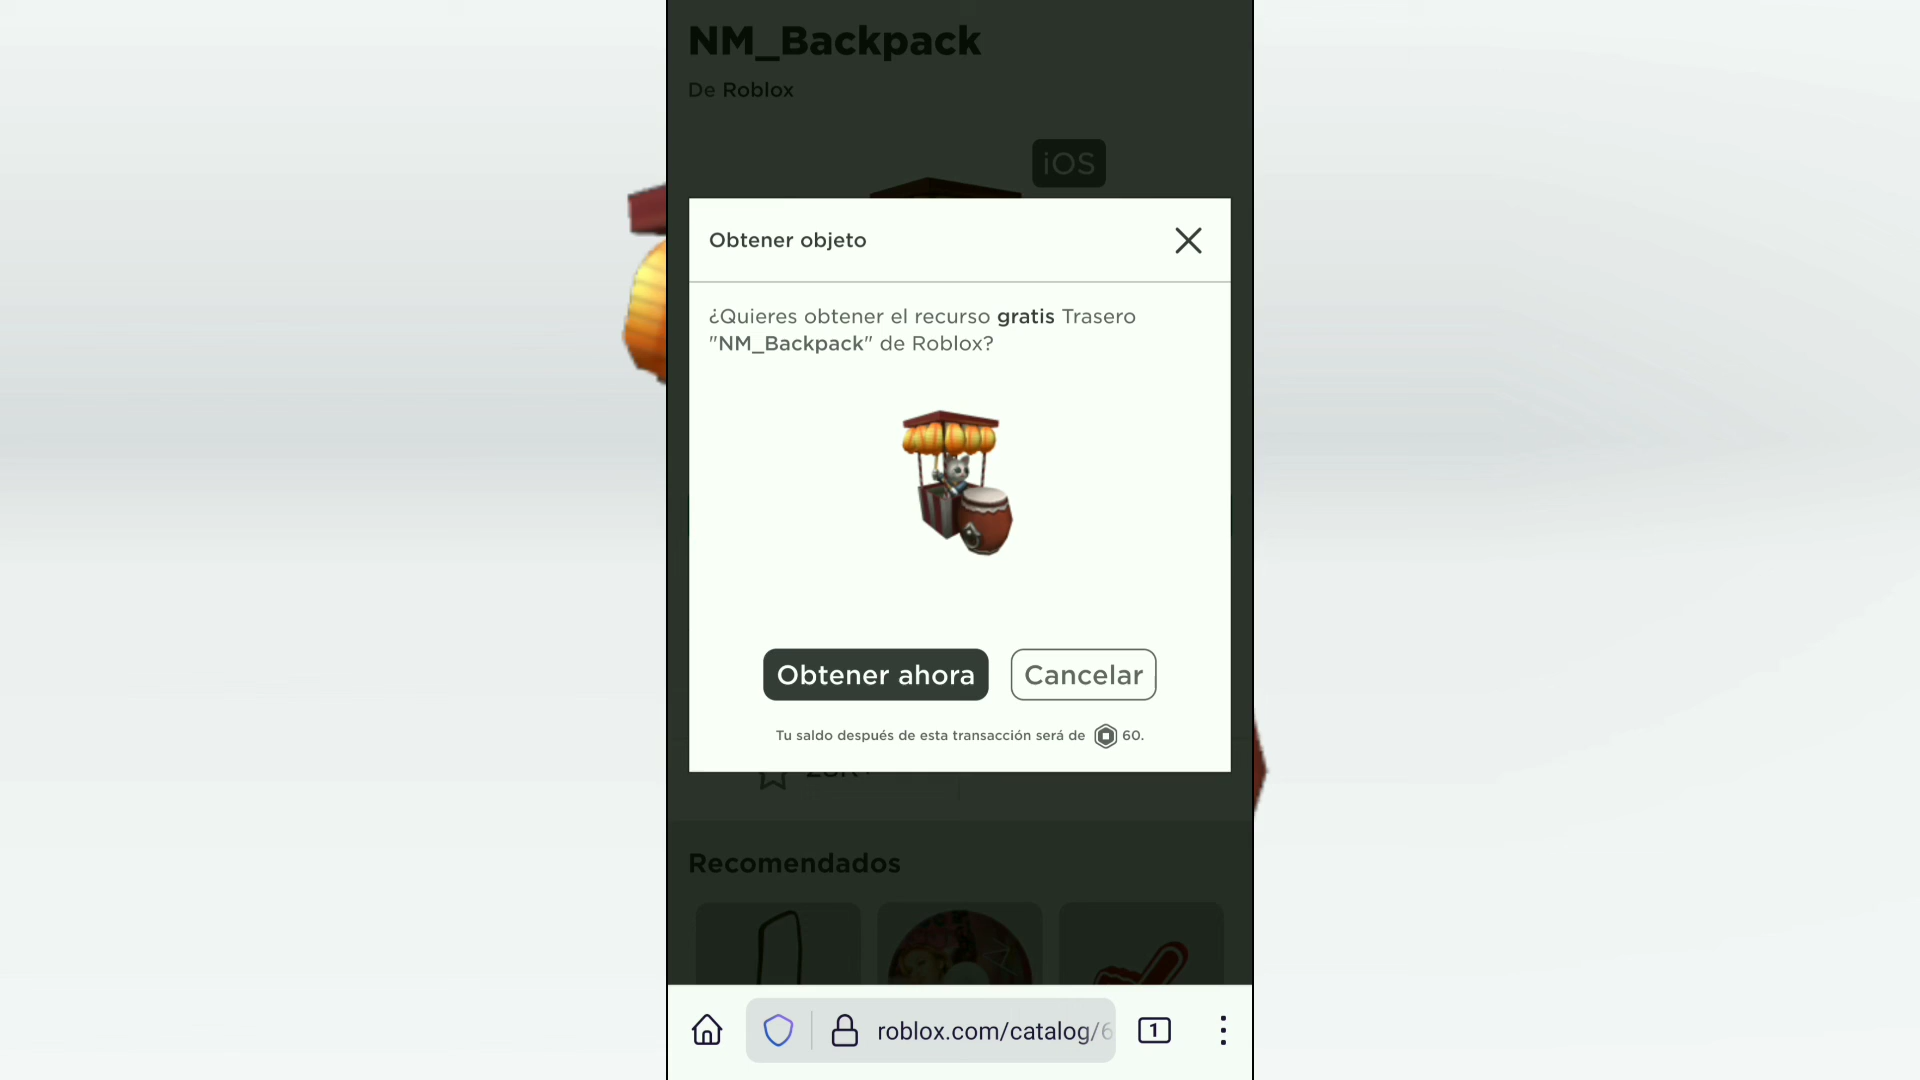 NM_Backpack
De Roblox
iOS
Obtener objeto
¿Quieres obtener el recurso gratis Trasero
"NM_Backpack" de Roblox?
Obtener ahora
Cancelar
Tu saldo después de esta transacción será de 60.
Recomendados
roblox.com/catalog/6
1